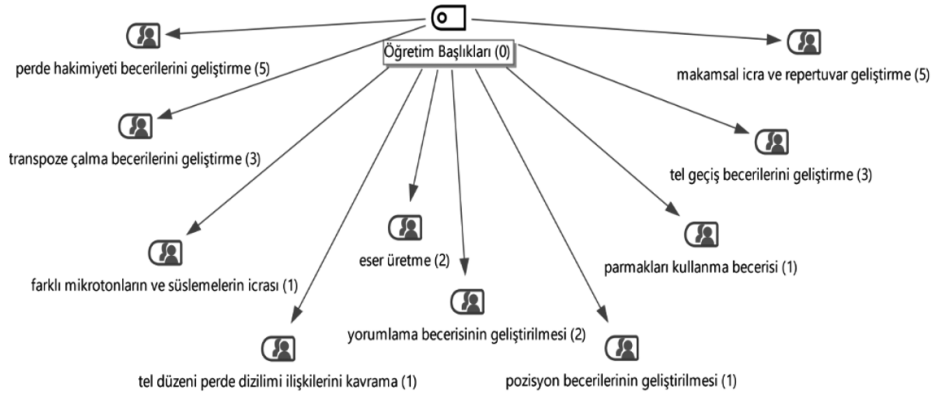 Öğretim Başlıkları (0)
perde hakimiyeti becerilerini geliştirme (5)
makamsal icra ve repertuvar geliştirme (5)
transpoze çalma becerilerini geliştirme (3)
tel geçiş becerilerini geliştirme (3)
eser üretme (2)
parmakları kullanma becerisi (1)
farklı mikrotonların ve süslemelerin icrası (1)
yorumlama becerisinin geliştirilmesi (2)
tel düzeni perde dizilimi ilişkilerini kavrama (1)
pozisyon becerilerinin geliştirilmesi (1)